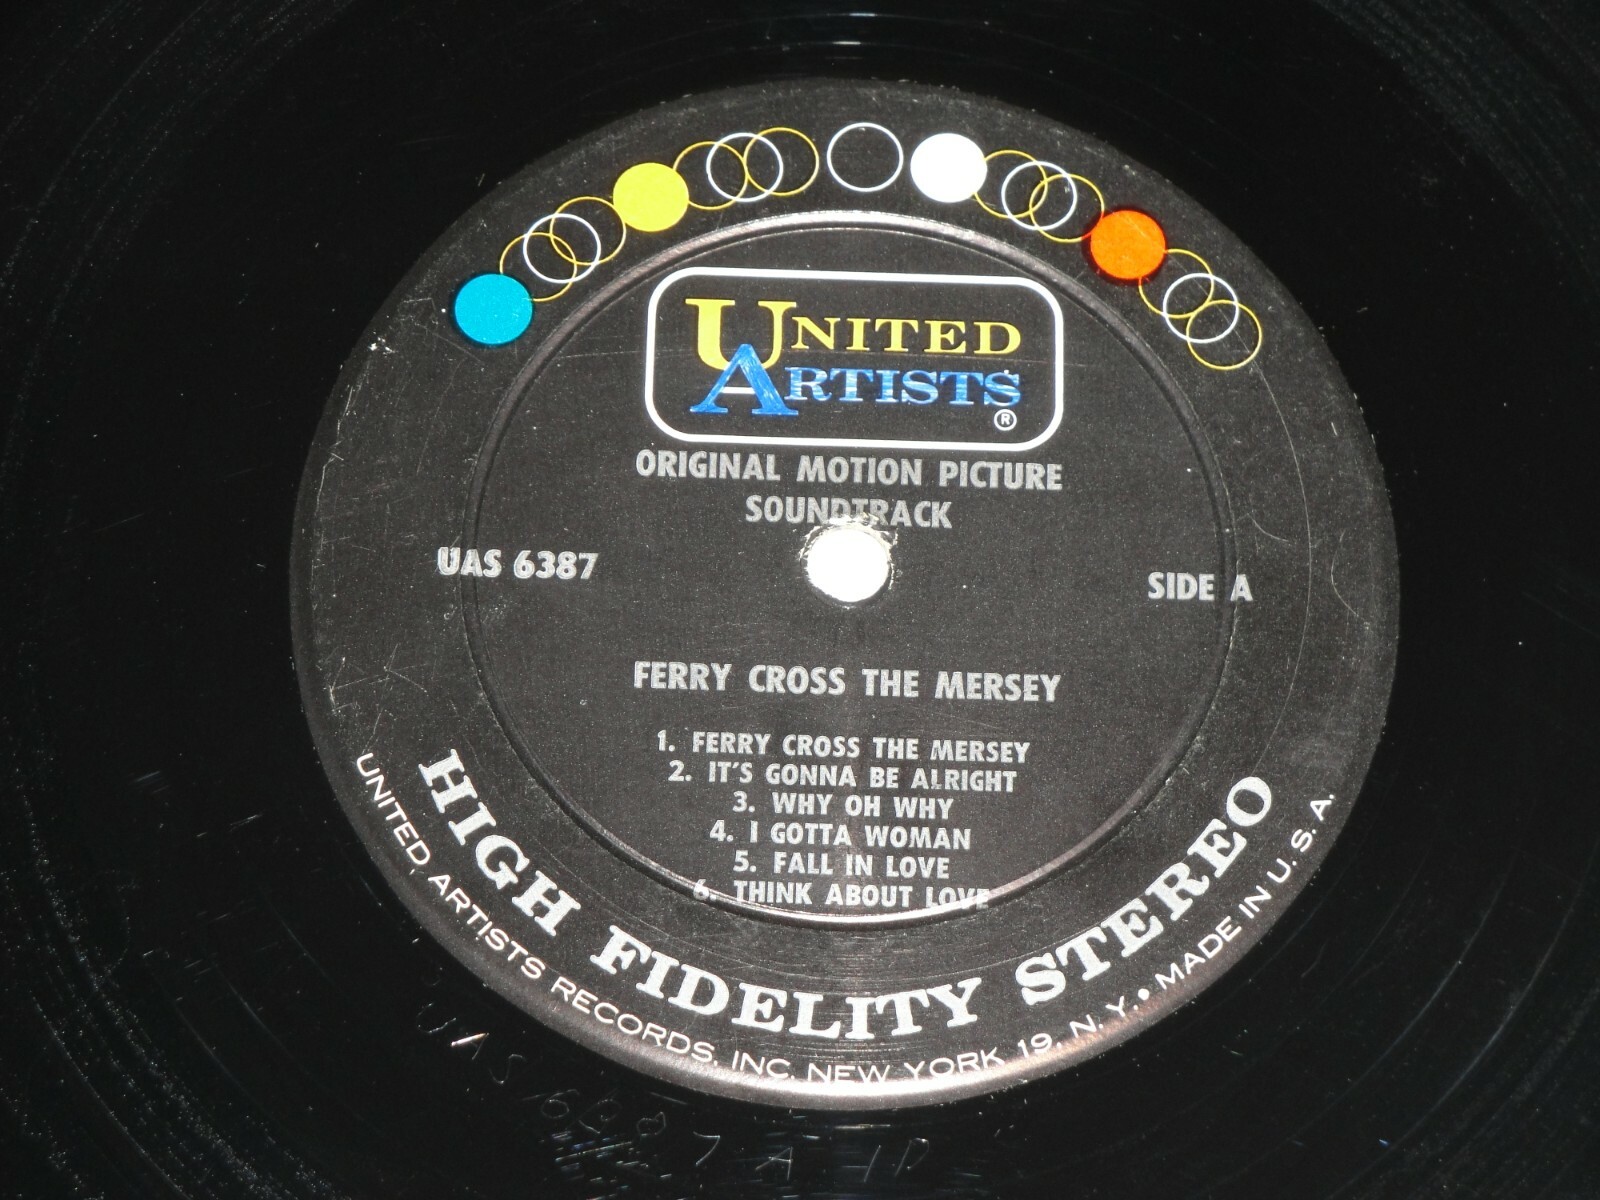 UNITED
ARTISTS
®
ORIGINAL MOTION PICTURE
SOUNDTRACK
UAS 6387
SIDE A
FERRY CROSS THE MERSEY
1. FERRY CROSS THE MERSEY
2. IT'S GONNA BE ALRIGHT
3. WHY OH WHY
4. I GOTTA WOMAN
5. FALL IN LOVE
6. THINK ABOUT LOVE
HIGH FIDELITY STEREO
UNITED, ARTISTS RECORDS, INC. NEW YORK 19, N. Y. • MADE IN U. S. A.
UAS